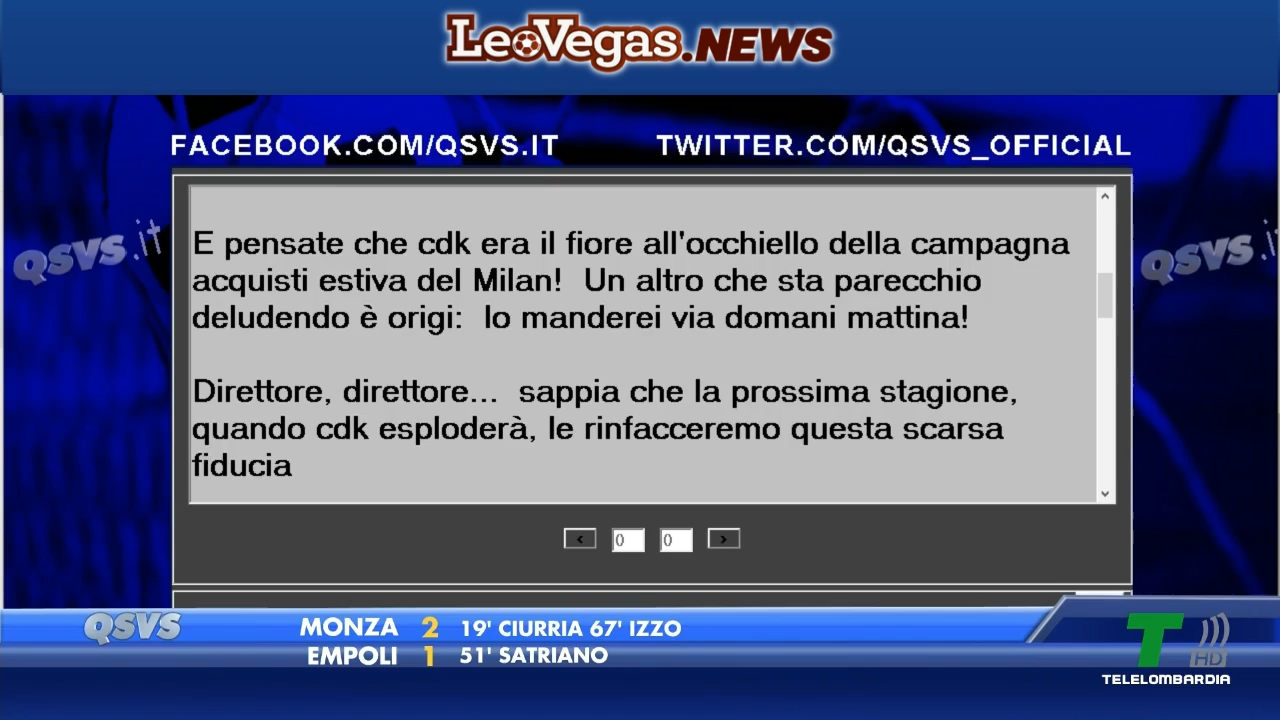 LeoVegas.NEWS
FACEBOOK.COM/QSVS.IT TWITTER.COM/QSVS_OFFICIAL
QSVS.it
QSVS.i
E pensate che cdk era il fiore all'occhiello della campagna
acquisti estiva del Milan! Un altro che sta parecchio
deludendo è origi: lo manderei via domani mattina!
Direttore, direttore... sappia che la prossima stagione,
quando cdk esploderà, le rinfacceremo questa scarsa
fiducia
< 0 0 >
QSVS
MONZA 2 19' CIURRIA 67' IZZO
EMPOLI 1 51' SATRIANO
T HD
TELELOMBARDIA